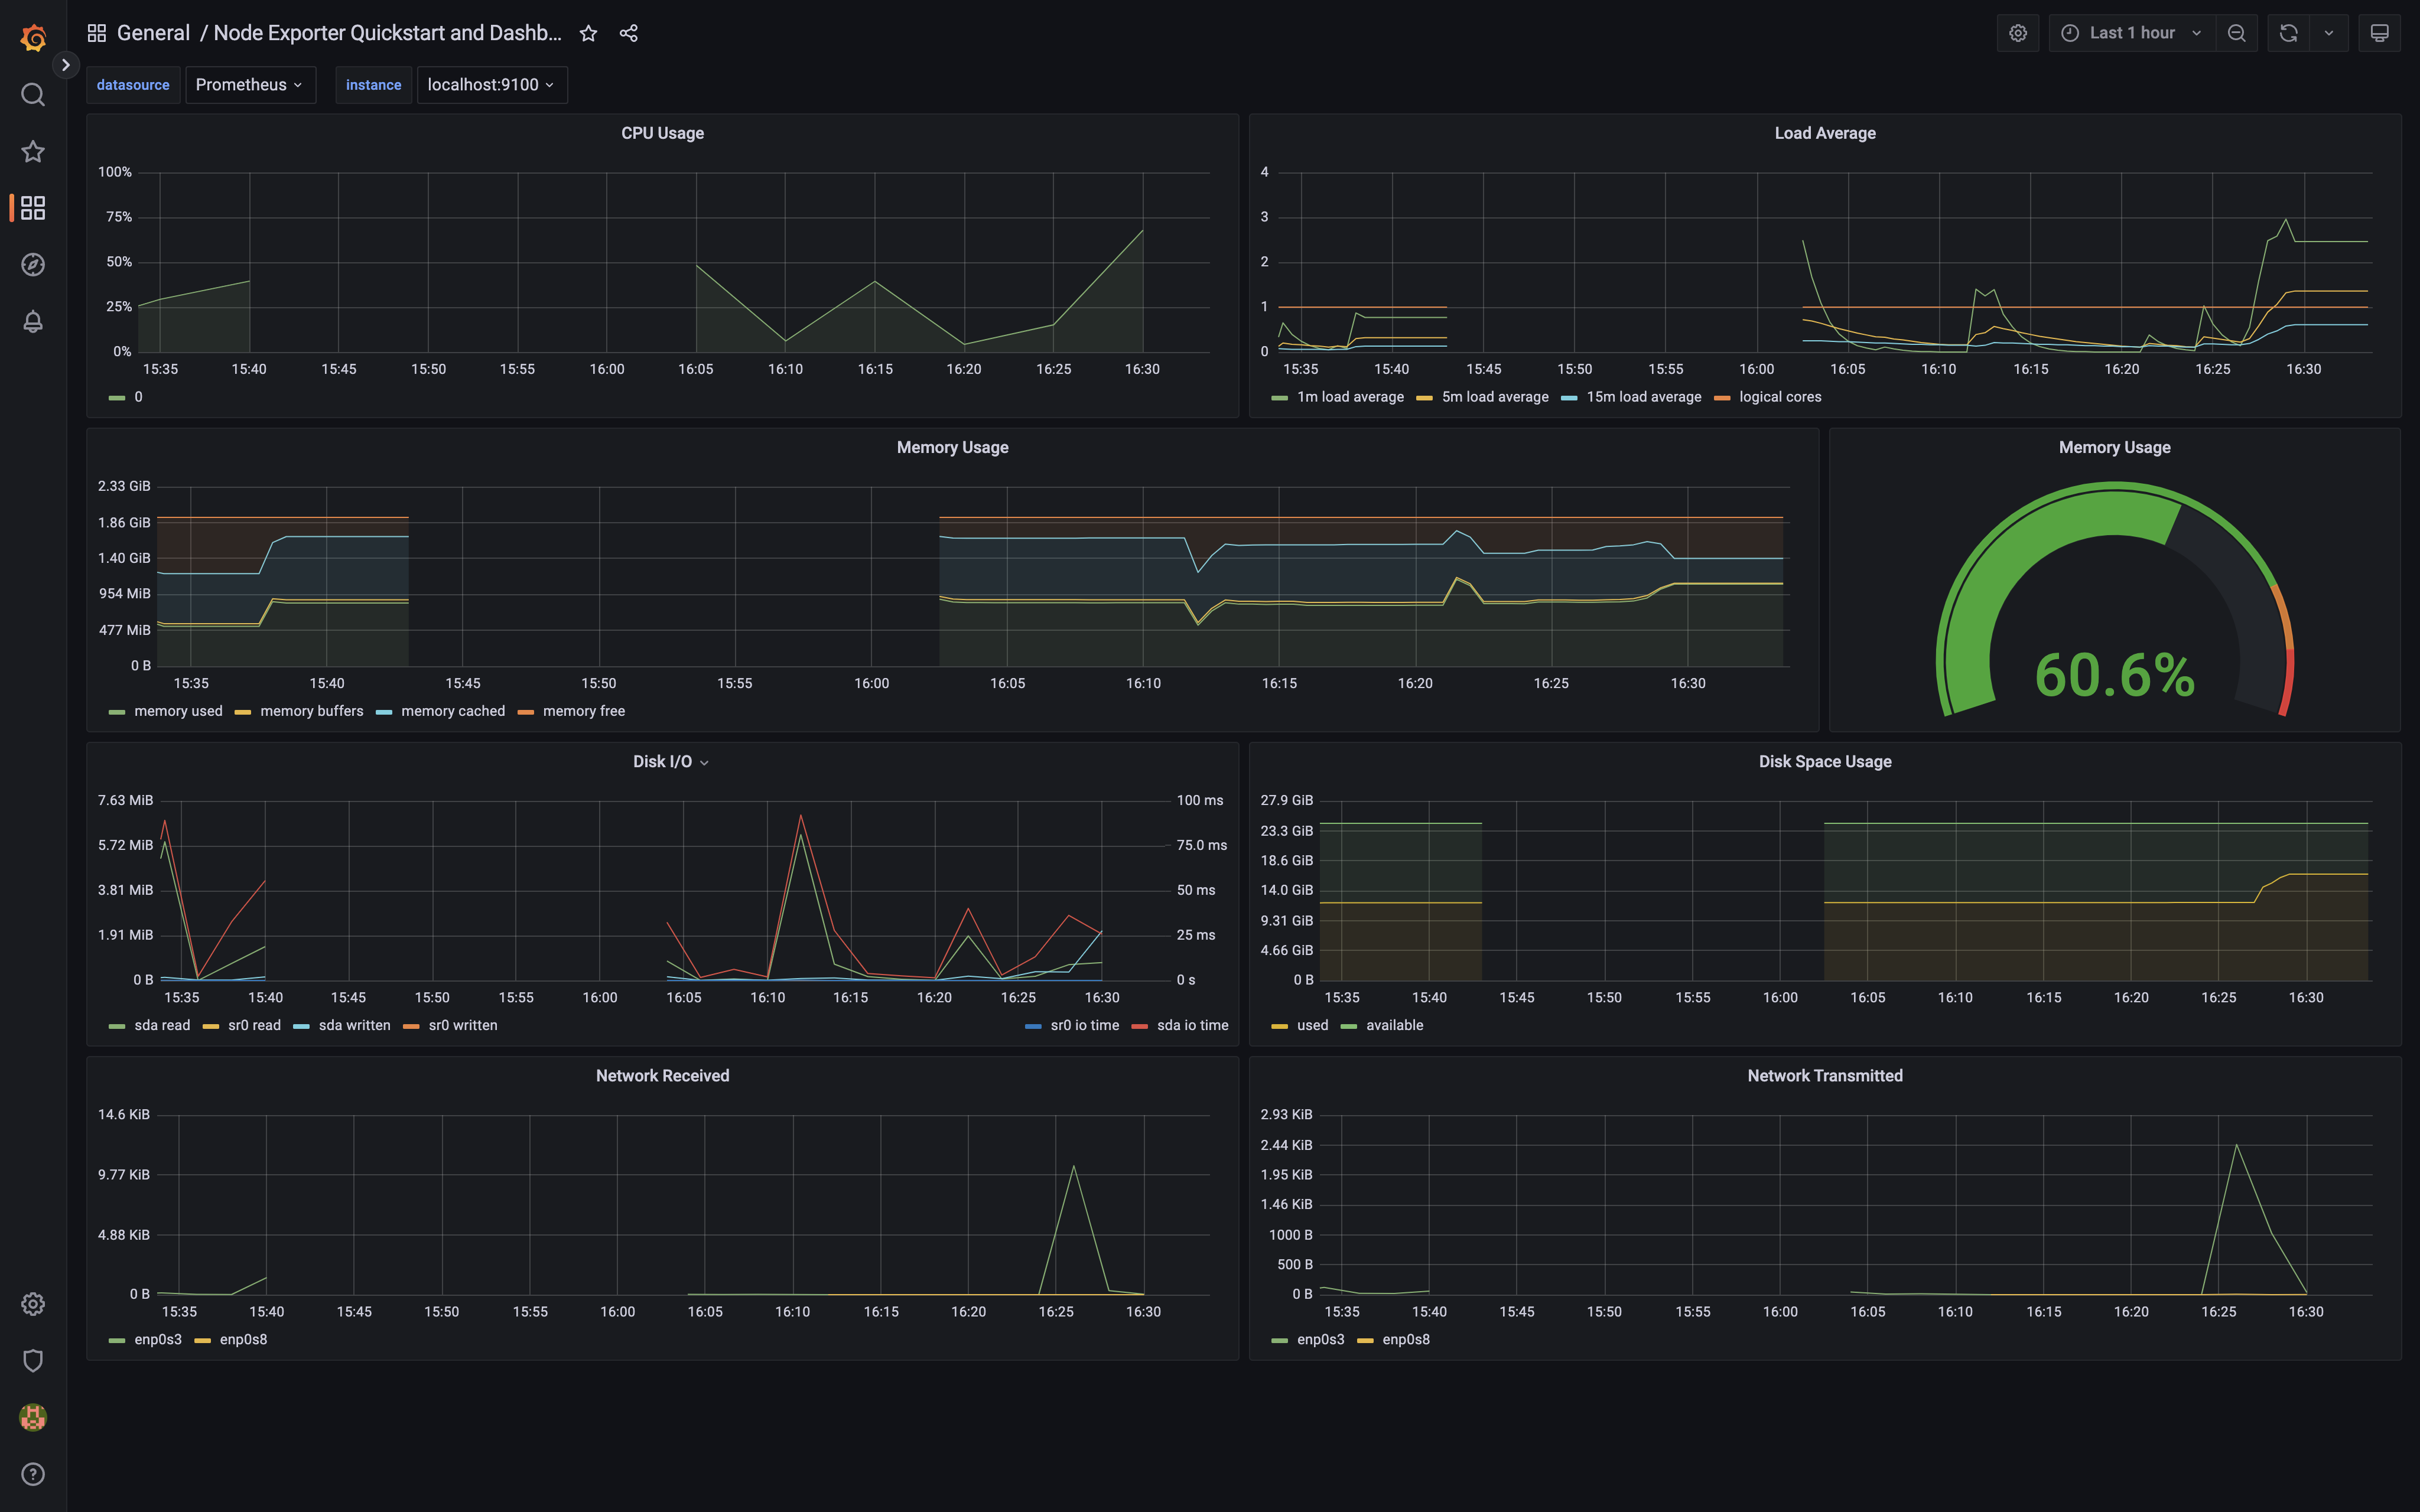 General / Node Exporter Quickstart and Dashb...
Last 1 hour
datasource Prometheus instance localhost:9100
CPU Usage
100%
75%
50%
25%
0%
15:35 15:40 15:45 15:50 15:55 16:00 16:05 16:10 16:15 16:20 16:25 16:30
0
Load Average
4
3
2
1
0
15:35 15:40 15:45 15:50 15:55 16:00 16:05 16:10 16:15 16:20 16:25 16:30
1m load average 5m load average 15m load average logical cores
Memory Usage
2.33 GiB
1.86 GiB
1.40 GiB
954 MiB
477 MiB
0 B
15:35 15:40 15:45 15:50 15:55 16:00 16:05 16:10 16:15 16:20 16:25 16:30
memory used memory buffers memory cached memory free
Memory Usage
60.6%
Disk I/O
7.63 MiB
5.72 MiB
3.81 MiB
1.91 MiB
0 B
100 ms
75.0 ms
50 ms
25 ms
0 s
15:35 15:40 15:45 15:50 15:55 16:00 16:05 16:10 16:15 16:20 16:25 16:30
sda read sr0 read sda written sr0 written sr0 io time sda io time
Disk Space Usage
27.9 GiB
23.3 GiB
18.6 GiB
14.0 GiB
9.31 GiB
4.66 GiB
0 B
15:35 15:40 15:45 15:50 15:55 16:00 16:05 16:10 16:15 16:20 16:25 16:30
used available
Network Received
14.6 KiB
9.77 KiB
4.88 KiB
0 B
15:35 15:40 15:45 15:50 15:55 16:00 16:05 16:10 16:15 16:20 16:25 16:30
enp0s3 enp0s8
Network Transmitted
2.93 KiB
2.44 KiB
1.95 KiB
1.46 KiB
1000 B
500 B
0 B
15:35 15:40 15:45 15:50 15:55 16:00 16:05 16:10 16:15 16:20 16:25 16:30
enp0s3 enp0s8